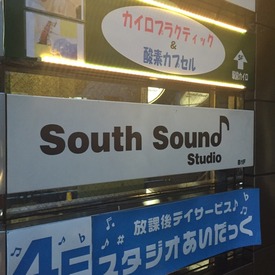 カイロプラクティック
&
酸素カプセル
South Sound
Studio
放課後デイサービス
4F スタジオあいだっく